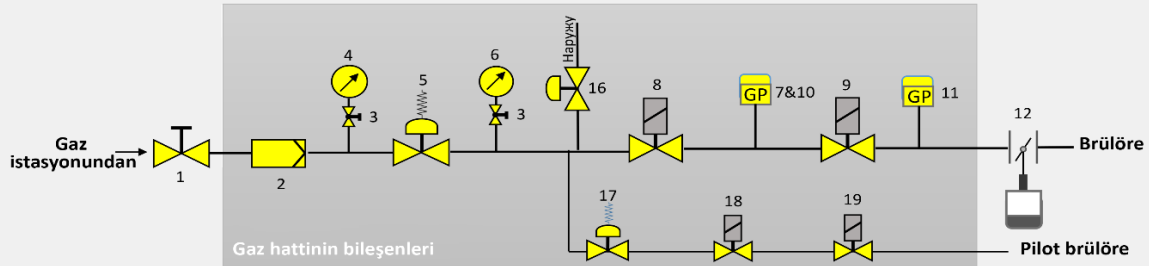 Наружу
4
5
6
16
8
9
GP
7&10
GP
11
3
3
12
Gaz
istasyonundan
1
2
Brülöre
17
18
19
Gaz hattinin bileşenleri
Pilot brülöre